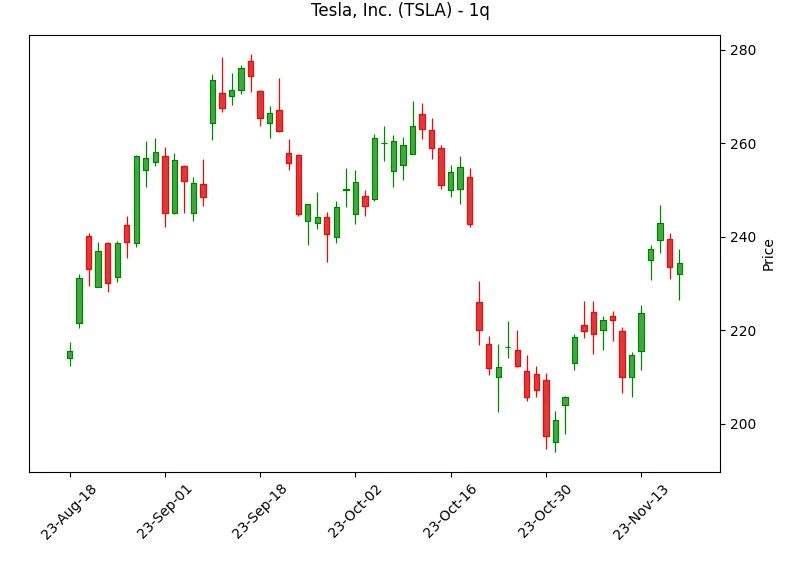 Tesla, Inc. (TSLA) - 1q
280
260
240
220
200
Price
23-Aug-18
23-Sep-01
23-Sep-18
23-Oct-02
23-Oct-16
23-Oct-30
23-Nov-13